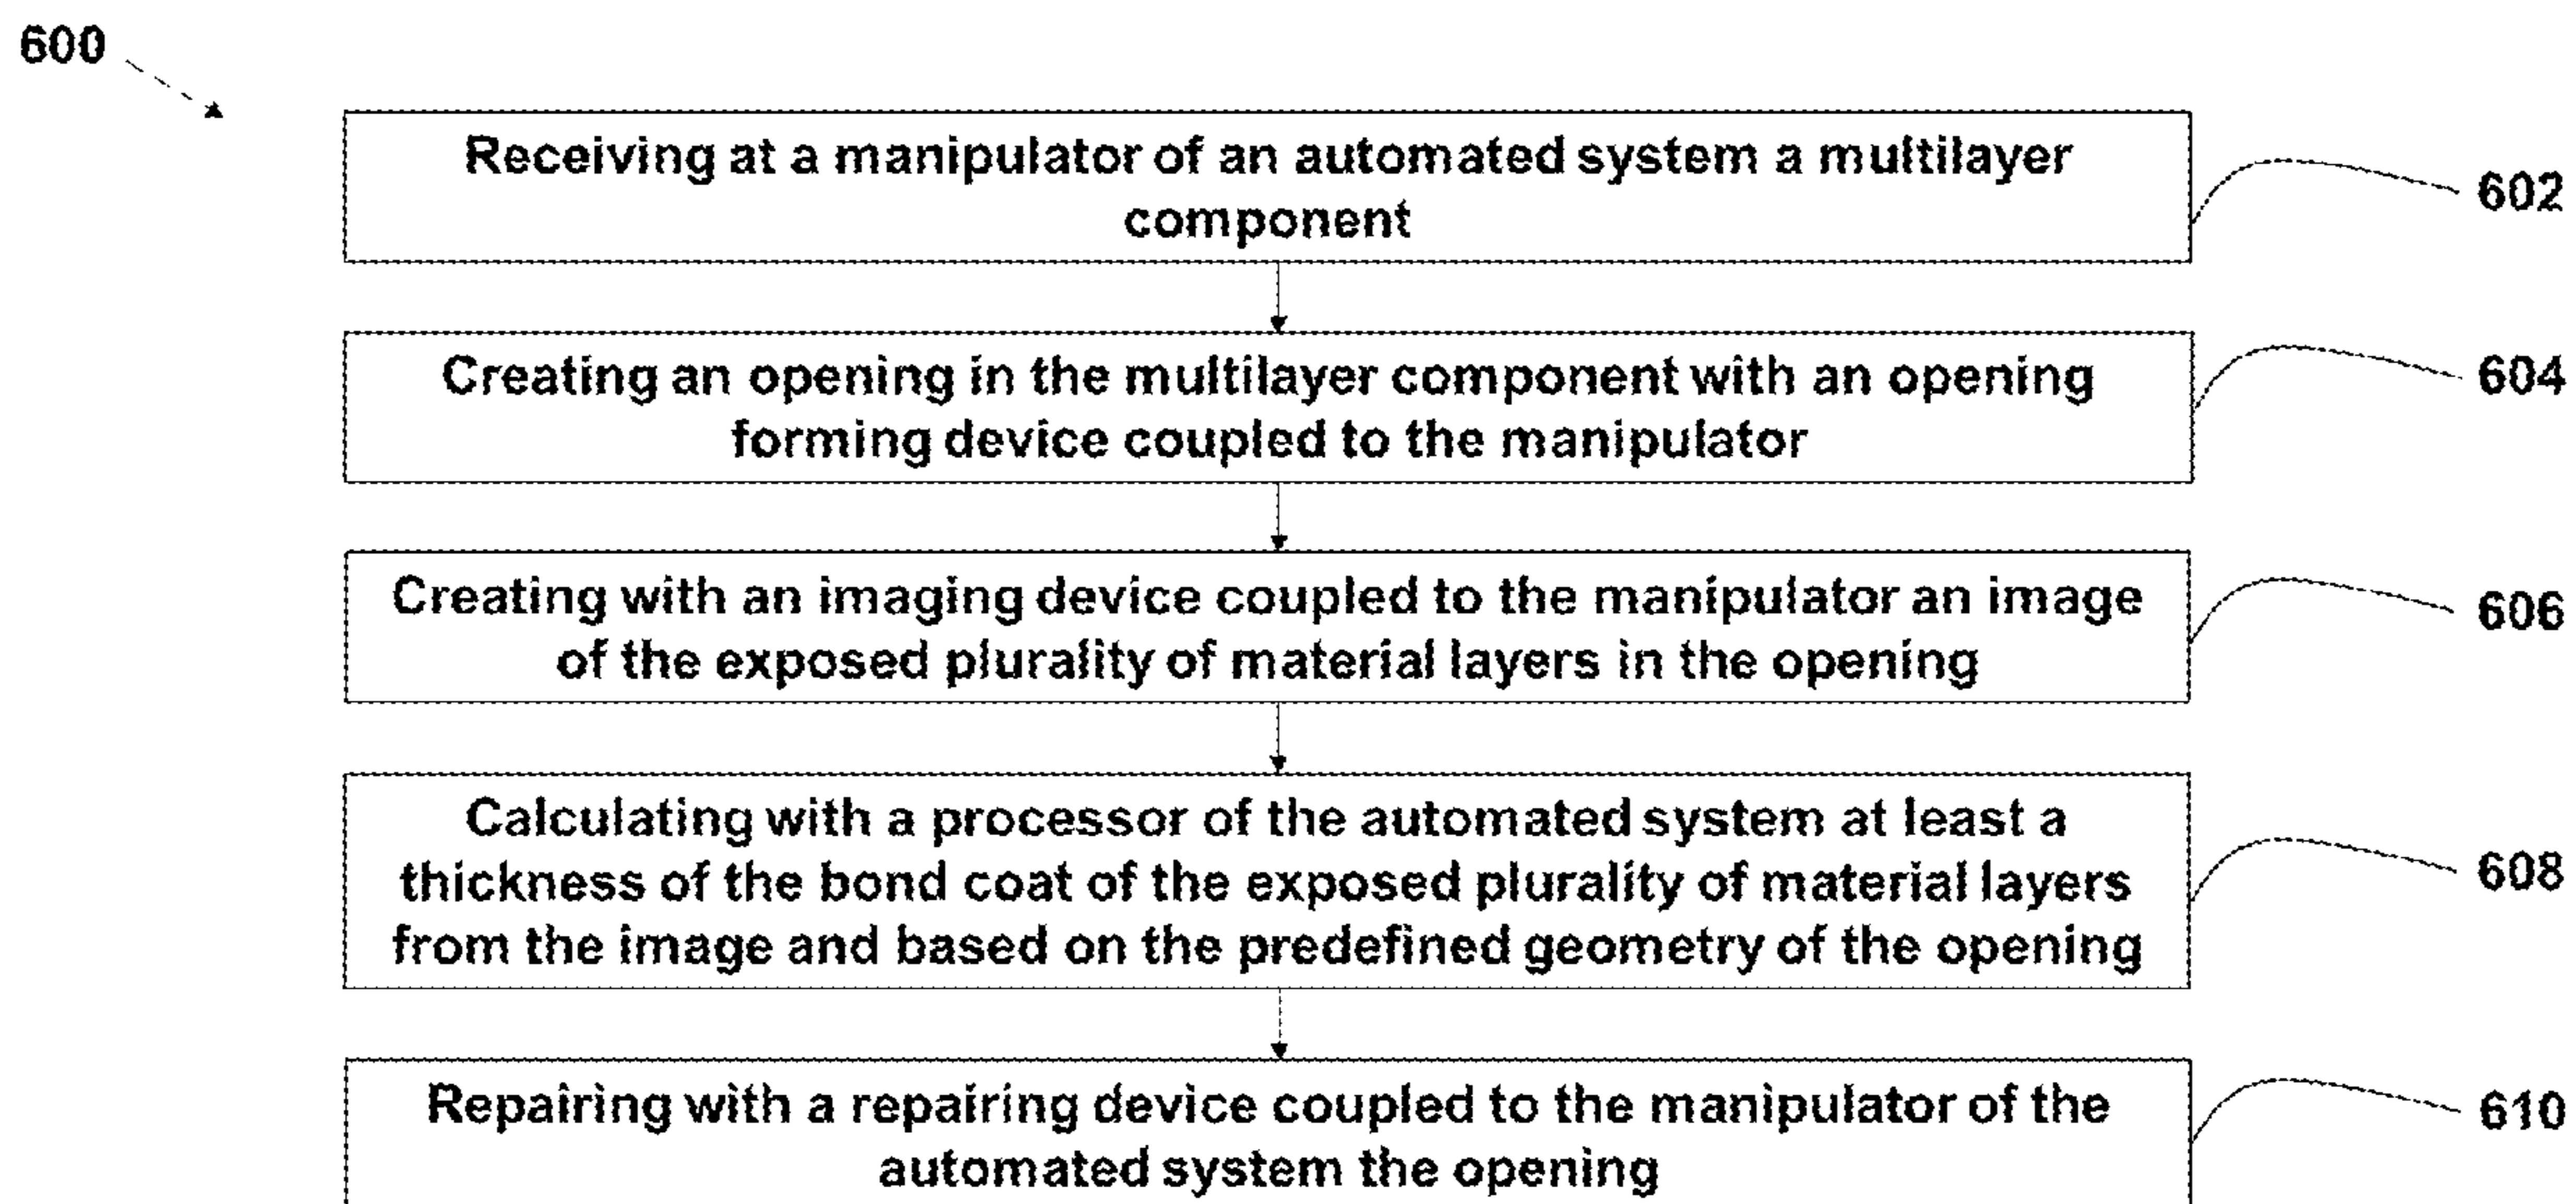 600
Receiving at a manipulator of an automated system a multilayer
component
602
Creating an opening in the multilayer component with an opening
forming device coupled to the manipulator
604
Creating with an imaging device coupled to the manipulator an image
of the exposed plurality of material layers in the opening
606
Calculating with a processor of the automated system at least a
thickness of the bond coat of the exposed plurality of material layers
from the image and based on the predefined geometry of the opening
608
Repairing with a repairing device coupled to the manipulator of the
automated system the opening
610